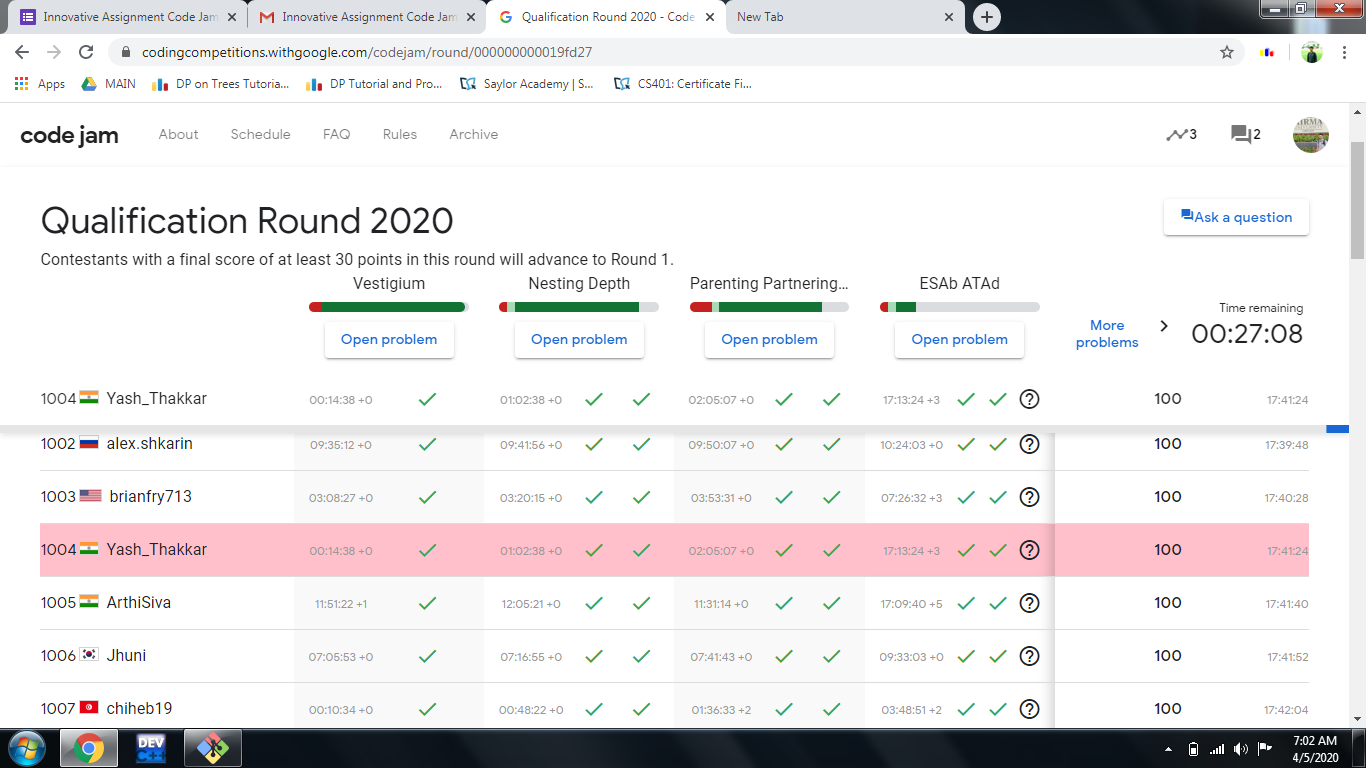 Innovative Assignment Code Jam
Innovative Assignment Code Jam
Qualification Round 2020 - Code
New Tab
codingcompetitions.withgoogle.com/codejam/round/000000000019fd27
Apps MAIN DP on Trees Tutoria... DP Tutorial and Pro... Saylor Academy | S... CS401: Certificate Fi...
code jam About Schedule FAQ Rules Archive 3 2
Qualification Round 2020
Ask a question
Contestants with a final score of at least 30 points in this round will advance to Round 1.
Vestigium Nesting Depth Parenting Partnering... ESAb ATAd
Time remaining
Open problem Open problem Open problem Open problem More problems 00:27:08
1004 Yash_Thakkar 00:14:38 +0 01:02:38 +0 02:05:07 +0 17:13:24 +3 100 17:41:24
1002 alex.shkarin 09:35:12 +0 09:41:56 +0 09:50:07 +0 10:24:03 +0 100 17:39:48
1003 brianfry713 03:08:27 +0 03:20:15 +0 03:53:31 +0 07:26:32 +3 100 17:40:28
1004 Yash_Thakkar 00:14:38 +0 01:02:38 +0 02:05:07 +0 17:13:24 +3 100 17:41:24
1005 ArthiSiva 11:51:22 +1 12:05:21 +0 11:31:14 +0 17:09:40 +5 100 17:41:40
1006 Jhuni 07:05:53 +0 07:16:55 +0 07:41:43 +0 09:33:03 +0 100 17:41:52
1007 chiheb19 00:10:34 +0 00:48:22 +0 01:36:33 +2 03:48:51 +2 100 17:42:04
DEV C++
7:02 AM
4/5/2020